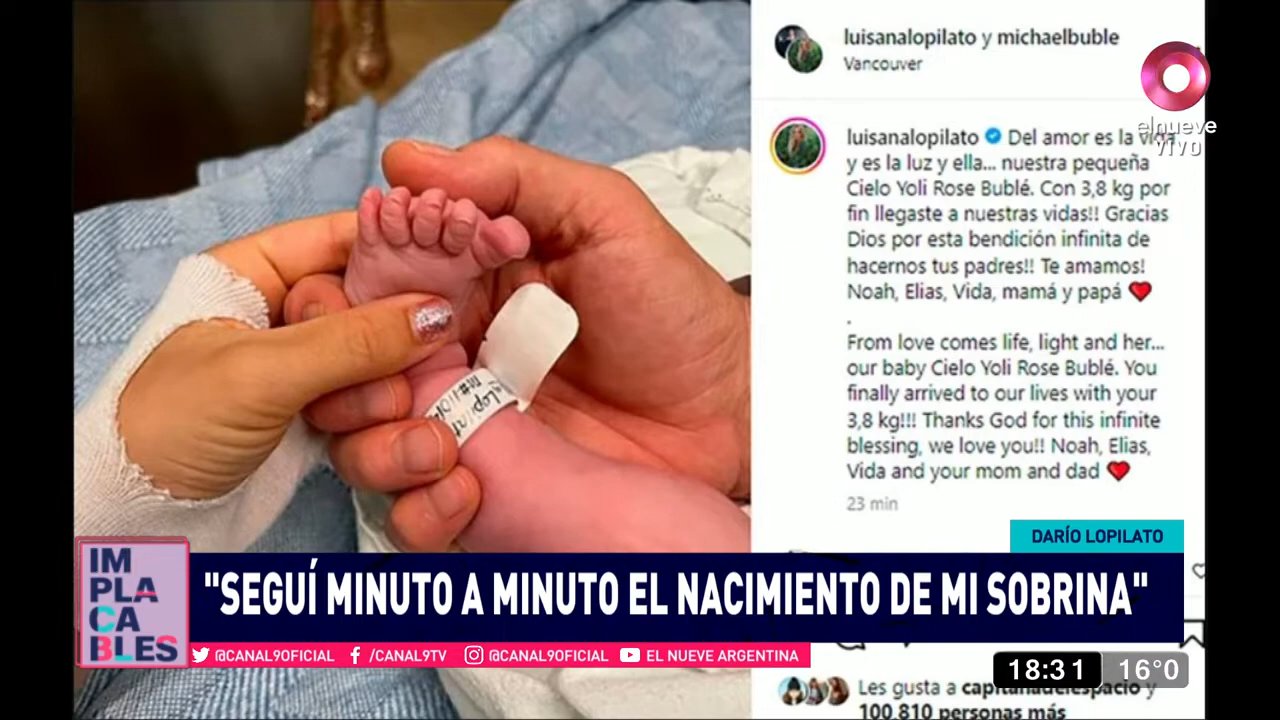 luisanalopilato y michaelbuble
Vancouver
elnueve
vivo
luisanalopilato Del amor es la vida
y es la luz y ella... nuestra pequeña
Cielo Yoli Rose Bublé. Con 3,8 kg por
fin llegaste a nuestras vidas!! Gracias
Dios por esta bendición infinita de
hacernos tus padres!! Te amamos!
Noah, Elias, Vida, mamá y papá ❤️
.
From love comes life, light and her...
our baby Cielo Yoli Rose Bublé. You
finally arrived to our lives with your
3,8 kg!!! Thanks God for this infinite
blessing, we love you!! Noah, Elias,
Vida and your mom and dad ❤️
23 min
DARÍO LOPILATO
IM
PLA
CA
BLES
"SEGUÍ MINUTO A MINUTO EL NACIMIENTO DE MI SOBRINA"
@CANAL9OFICIAL /CANAL9TV @CANAL9OFICIAL EL NUEVE ARGENTINA
18:31 16°0
Les gusta a capitanadelespacio y
100.810 personas más